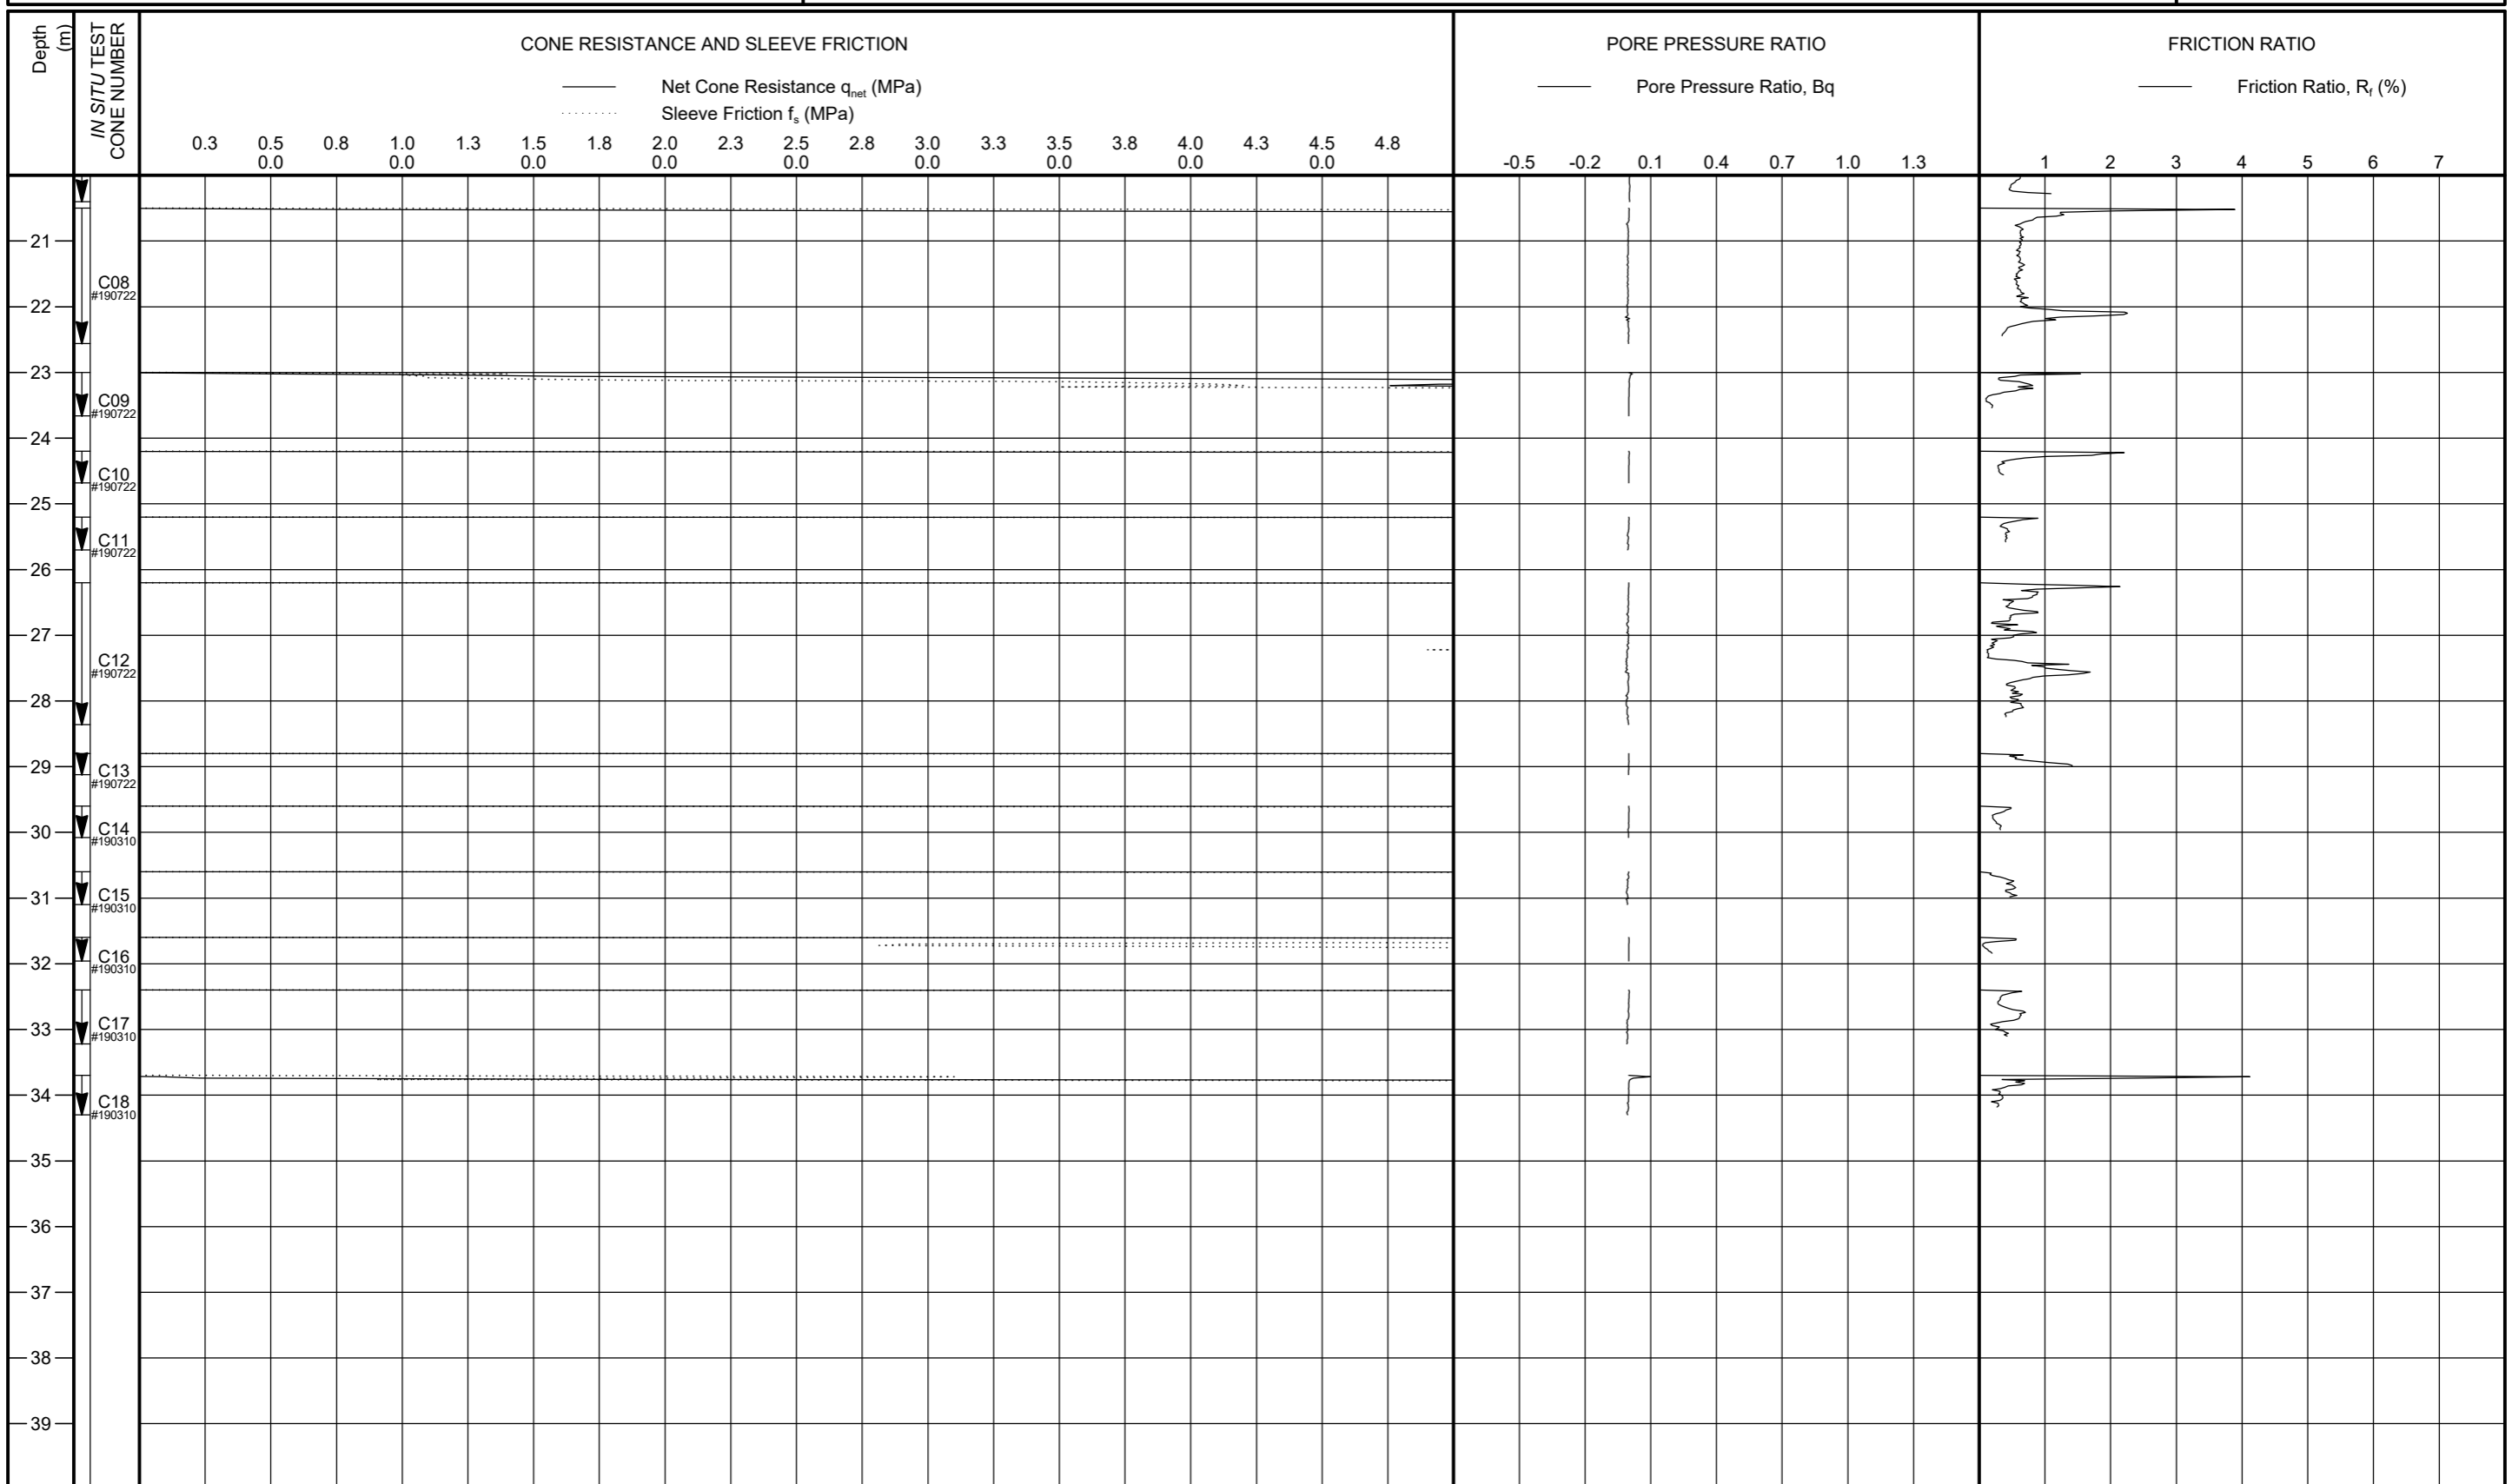 Depth
(m)
IN SITU TEST
CONE NUMBER
CONE RESISTANCE AND SLEEVE FRICTION
Net Cone Resistance qnet (MPa)
Sleeve Friction fs (MPa)
0.3 0.5 0.8 1.0 1.3 1.5 1.8 2.0 2.3 2.5 2.8 3.0 3.3 3.5 3.8 4.0 4.3 4.5 4.8
0.0 0.0 0.0 0.0 0.0 0.0 0.0 0.0 0.0
PORE PRESSURE RATIO
Pore Pressure Ratio, Bq
-0.5 -0.2 0.1 0.4 0.7 1.0 1.3
FRICTION RATIO
Friction Ratio, Rf (%)
1 2 3 4 5 6 7
21
C08
#190722
22
23
C09
#190722
24
C10
#190722
25
C11
#190722
26
27
C12
#190722
28
29
C13
#190722
30
C14
#190310
31
C15
#190310
C16
#190310
32
33
C17
#190310
34
C18
#190310
35
36
37
38
39